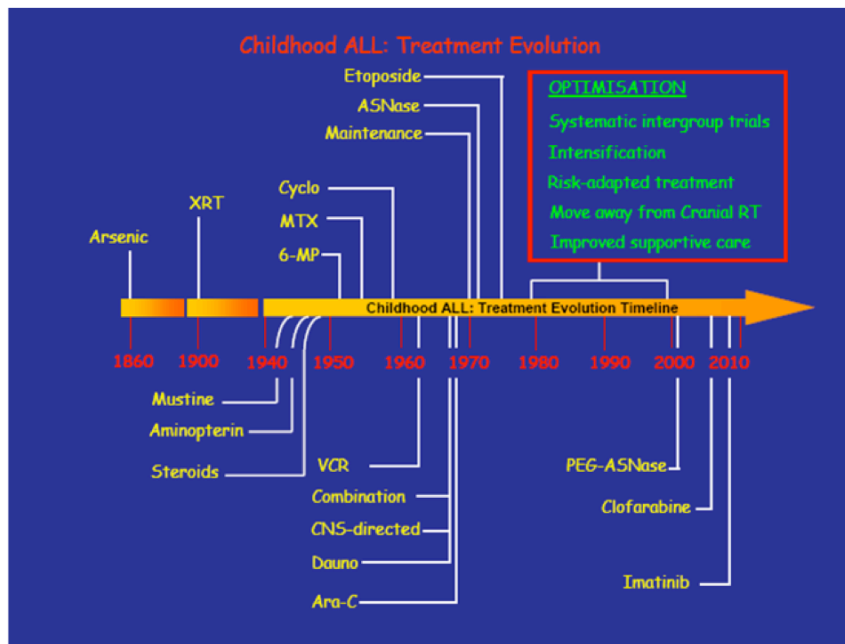 Childhood ALL: Treatment Evolution
Etoposide
ASNase
Maintenance
OPTIMISATION
Systematic intergroup trials
Intensification
Risk-adapted treatment
Move away from Cranial RT
Improved supportive care
Cyclo
MTX
6-MP
XRT
Arsenic
Childhood ALL: Treatment Evolution Timeline
1860 1900 1940 1950 1960 1970 1980 1990 2000 2010
Mustine
Aminopterin
Steroids
VCR
Combination
CNS-directed
Dauno
Ara-C
PEG-ASNase
Clofarabine
Imatinib